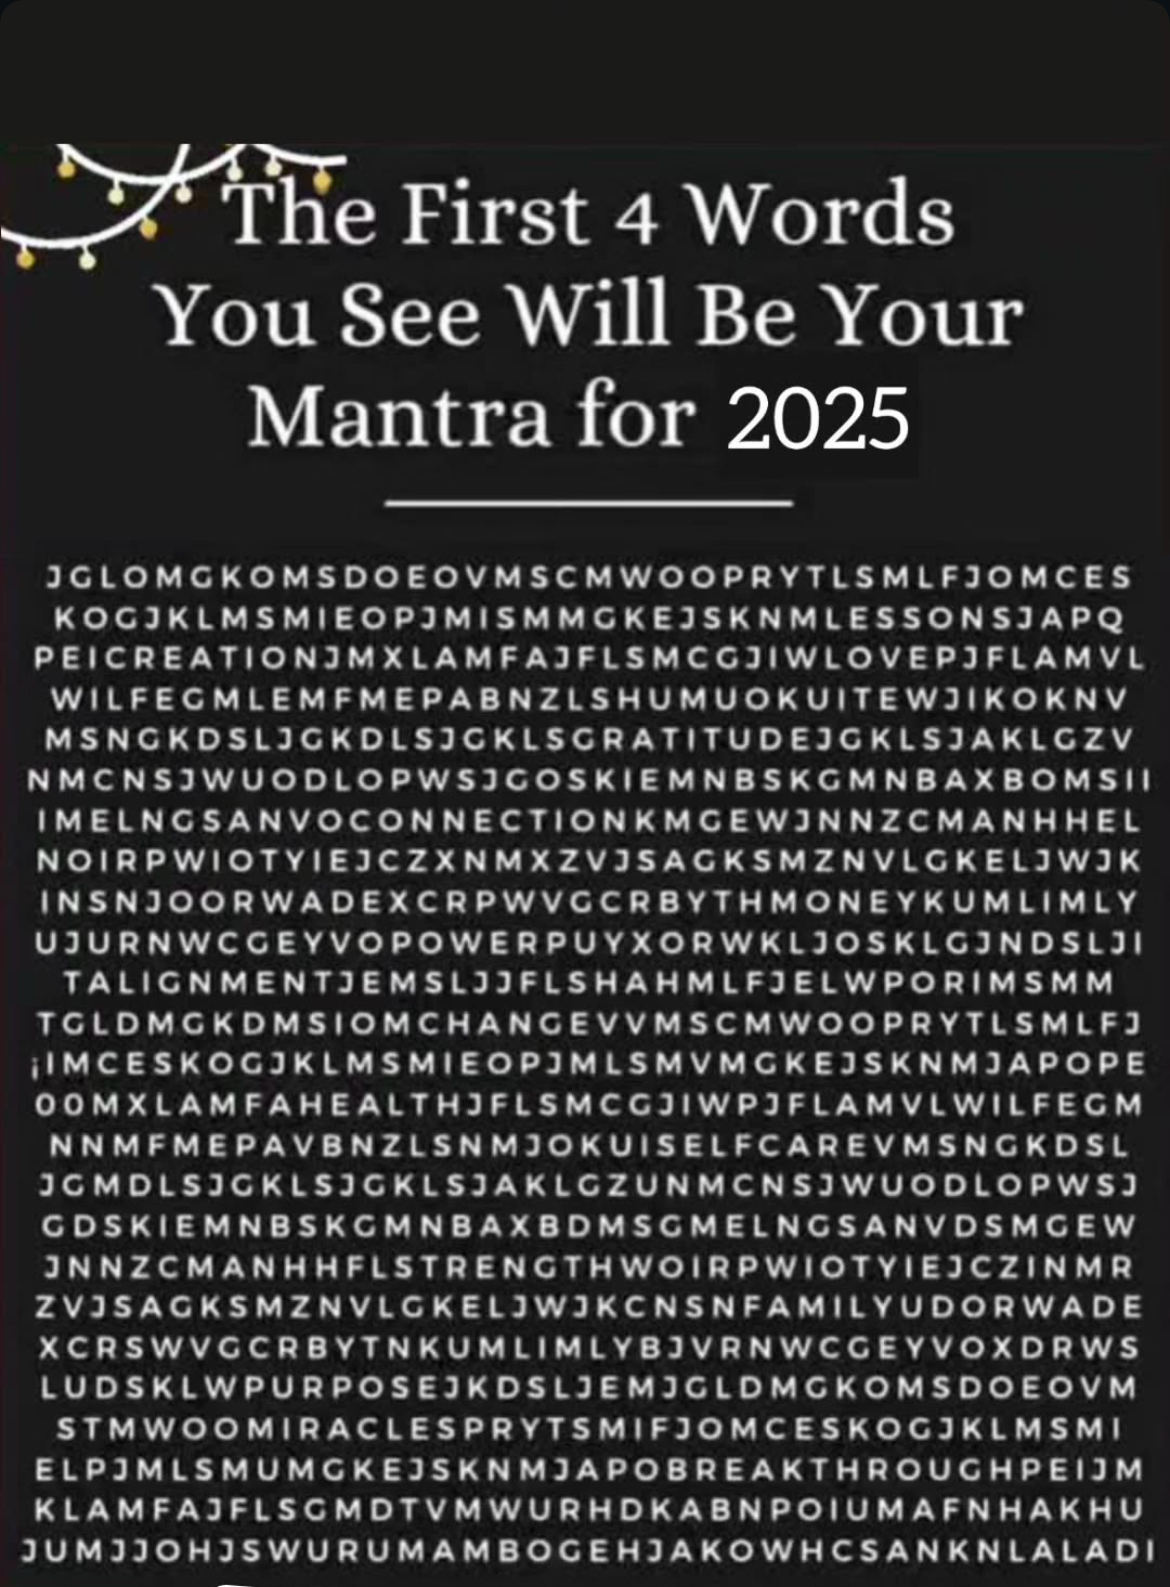 The First 4 Words
You See Will Be Your
Mantra for 2025
JGLOMGKOMSDOEOVMSCMWOOPRYTLSMLFJOMCES
KOGJKLMSMIEOPJMISMMGKEJSKNMLESSONSJAPQ
PEICREATIONJMXLAMFAJFLSMCGJIWLOVEPJFLAMVL
WILFEGMLEMFMEPABNZLSHUMUOKUITEWJIKOKNV
MSNGKDSLJGKDLSJGKLSGRATITUDEJGKLSJAKLGZV
NMCNSJWUODLOPWSJGOSKIEMNBSKGMNBAXBOMSII
IMELNGSANVOCONNECTIONKMGEWJNNZCMANHHEL
NOIRPWIOTYIEJCZXNMXZVJSAGKSMZNVLGKELJWJK
INSNJOORWADEXCRPWVGCRBYTHMONEYKUMLIMLY
UJURNWCGEYVOPOWERPUYXORWKLJOSKLGJNDSLJI
TALIGNMENTJEMSLJJFLSHAHMLFJELWPORIMSMM
TGLDMGKDMSIOMCHANGEVVMSCMWOOPRYTLSMLFJ
¡IMCESKOGJKLMSMIEOPJMLSMVMGKEJSKNMJAPOPE
00MXLAMFAHEALTHJFLSMCGJIWPJFLAMVLWILFEGM
NNMFMEPAVBNZLSNMJOKUISELFCAREVMSNGKDSL
JGMDLSJGKLSJGKLSJAKLGZUNMCNSJWUODLOPWSJ
GDSKIEMNBSKGMNBAXBDMSGMELNGSANVDSMGEW
JNNZCMANHHFLSTRENGTHWOIRPWIOTYIEJCZINMR
ZVJSAGKSMZNVLGKELJWJKCNSNFAMILYUDORWADE
XCRSWVGCRBYTNKUMLIMLYBJVRNWCGEYVOXDRWS
LUDSKLWPURPOSEJKDSLJEMJGLDMGKOMSDOEOVM
STMWOOMIRACLESPRYTSMIFJOMCESKOGJKLMSMI
ELPJMLSMUMGKEJSKNMJAPOBREAKTHROUGHPEIJM
KLAMFAJFLSGMDTVMWURHDKABNPOIUMAFNHAKHU
JUMJJOHJSWURUMAMBOGEHJAKOWHCSANKNLALADI